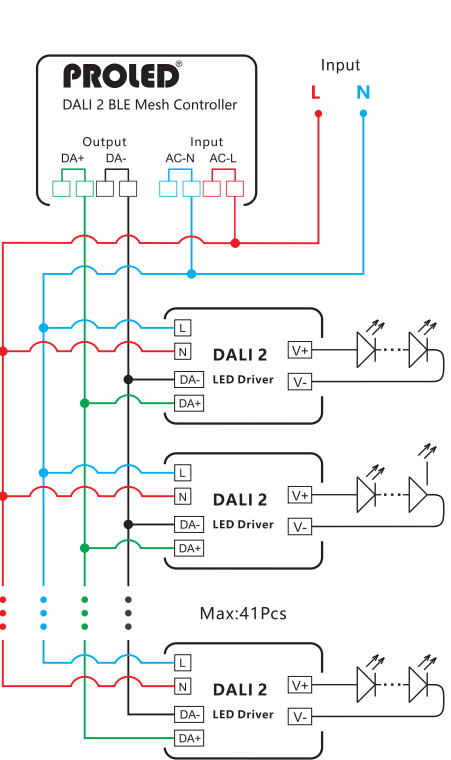 PROLED®
DALI 2 BLE Mesh Controller
Output Input
DA+ DA- AC-N AC-L
Input
L N
L
N
DA-
DA+
DALI 2
LED Driver
V+
V-
L
N
DA-
DA+
DALI 2
LED Driver
V+
V-
Max:41Pcs
L
N
DA-
DA+
DALI 2
LED Driver
V+
V-